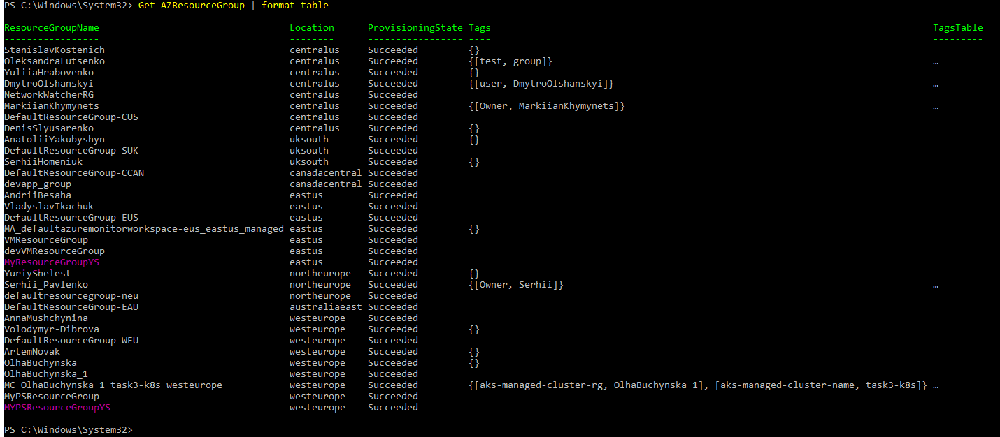 PS C:\Windows\System32> Get-AZResourceGroup | format-table
ResourceGroupName Location ProvisioningState Tags TagsTable
----------------- -------- ----------------- ---- ---------
StanislavKostenich centralus Succeeded {}
OleksandraLutsenko centralus Succeeded {[test, group]} …
YuliiaHrabovenko centralus Succeeded {}
DmytroOlshanskyi centralus Succeeded {[user, DmytroOlshanskyi]} …
NetworkWatcherRG centralus Succeeded
MarkiianKhymynets centralus Succeeded {[Owner, MarkiianKhymynets]} …
DefaultResourceGroup-CUS centralus Succeeded
DenisSlyusarenko centralus Succeeded {}
AnatoliiYakubyshyn uksouth Succeeded {}
DefaultResourceGroup-SUK uksouth Succeeded
SerhiiHomeniuk uksouth Succeeded {}
DefaultResourceGroup-CCAN canadacentral Succeeded
devapp_group canadacentral Succeeded
AndriiBesaha eastus Succeeded
VladyslavTkachuk eastus Succeeded
DefaultResourceGroup-EUS eastus Succeeded
MA_defaultazuremonitorworkspace-eus_eastus_managed eastus Succeeded {}
VMResourceGroup eastus Succeeded
devVMResourceGroup eastus Succeeded
MyResourceGroupYS eastus Succeeded
YuriyShelest northeurope Succeeded {}
Serhii_Pavlenko northeurope Succeeded {[Owner, Serhii]} …
defaultresourcegroup-neu northeurope Succeeded
DefaultResourceGroup-EAU australiaeast Succeeded
AnnaMushchynina westeurope Succeeded
Volodymyr-Dibrova westeurope Succeeded {}
DefaultResourceGroup-WEU westeurope Succeeded
ArtemNovak westeurope Succeeded {}
OlhaBuchynska westeurope Succeeded {}
OlhaBuchynska_1 westeurope Succeeded
MC_OlhaBuchynska_1_task3-k8s_westeurope westeurope Succeeded {[aks-managed-cluster-rg, OlhaBuchynska_1], [aks-managed-cluster-name, task3-k8s]} …
MyPSResourceGroup westeurope Succeeded
MYPSResourceGroupYS westeurope Succeeded
PS C:\Windows\System32>